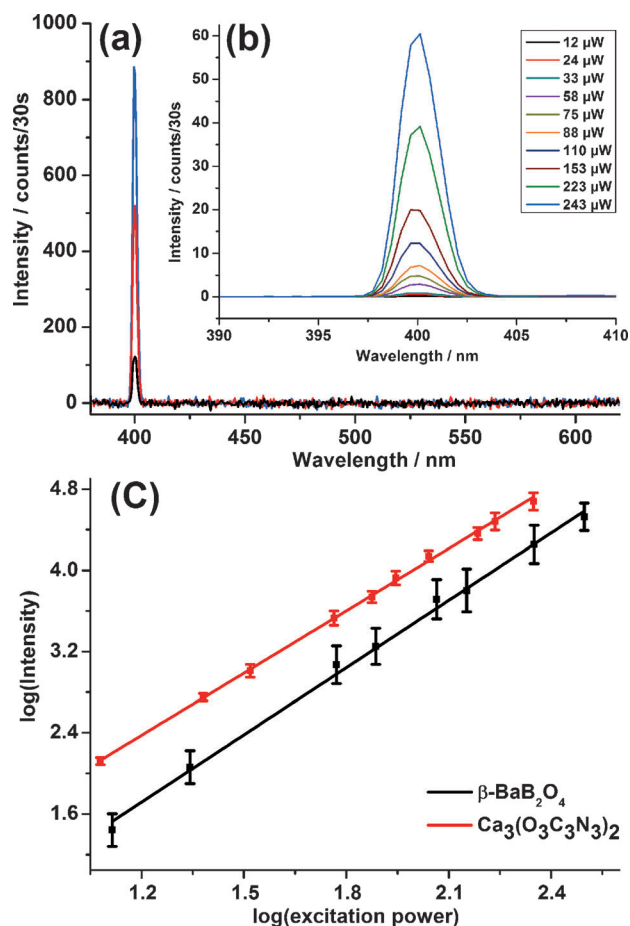 (a)
(b)
1000
800
600
400
200
0
Intensity / counts/30s
400
450
500
550
600
Wavelength / nm
60
50
40
30
20
10
0
Intensity / counts/30s
390
395
400
405
410
Wavelength / nm
12 µW
24 µW
33 µW
58 µW
75 µW
88 µW
110 µW
153 µW
223 µW
243 µW
(C)
4.8
4.0
3.2
2.4
1.6
log(Intensity)
β-BaB₂O₄
Ca₃(O₃C₃N₃)₂
1.2
1.5
1.8
2.1
2.4
log(excitation power)